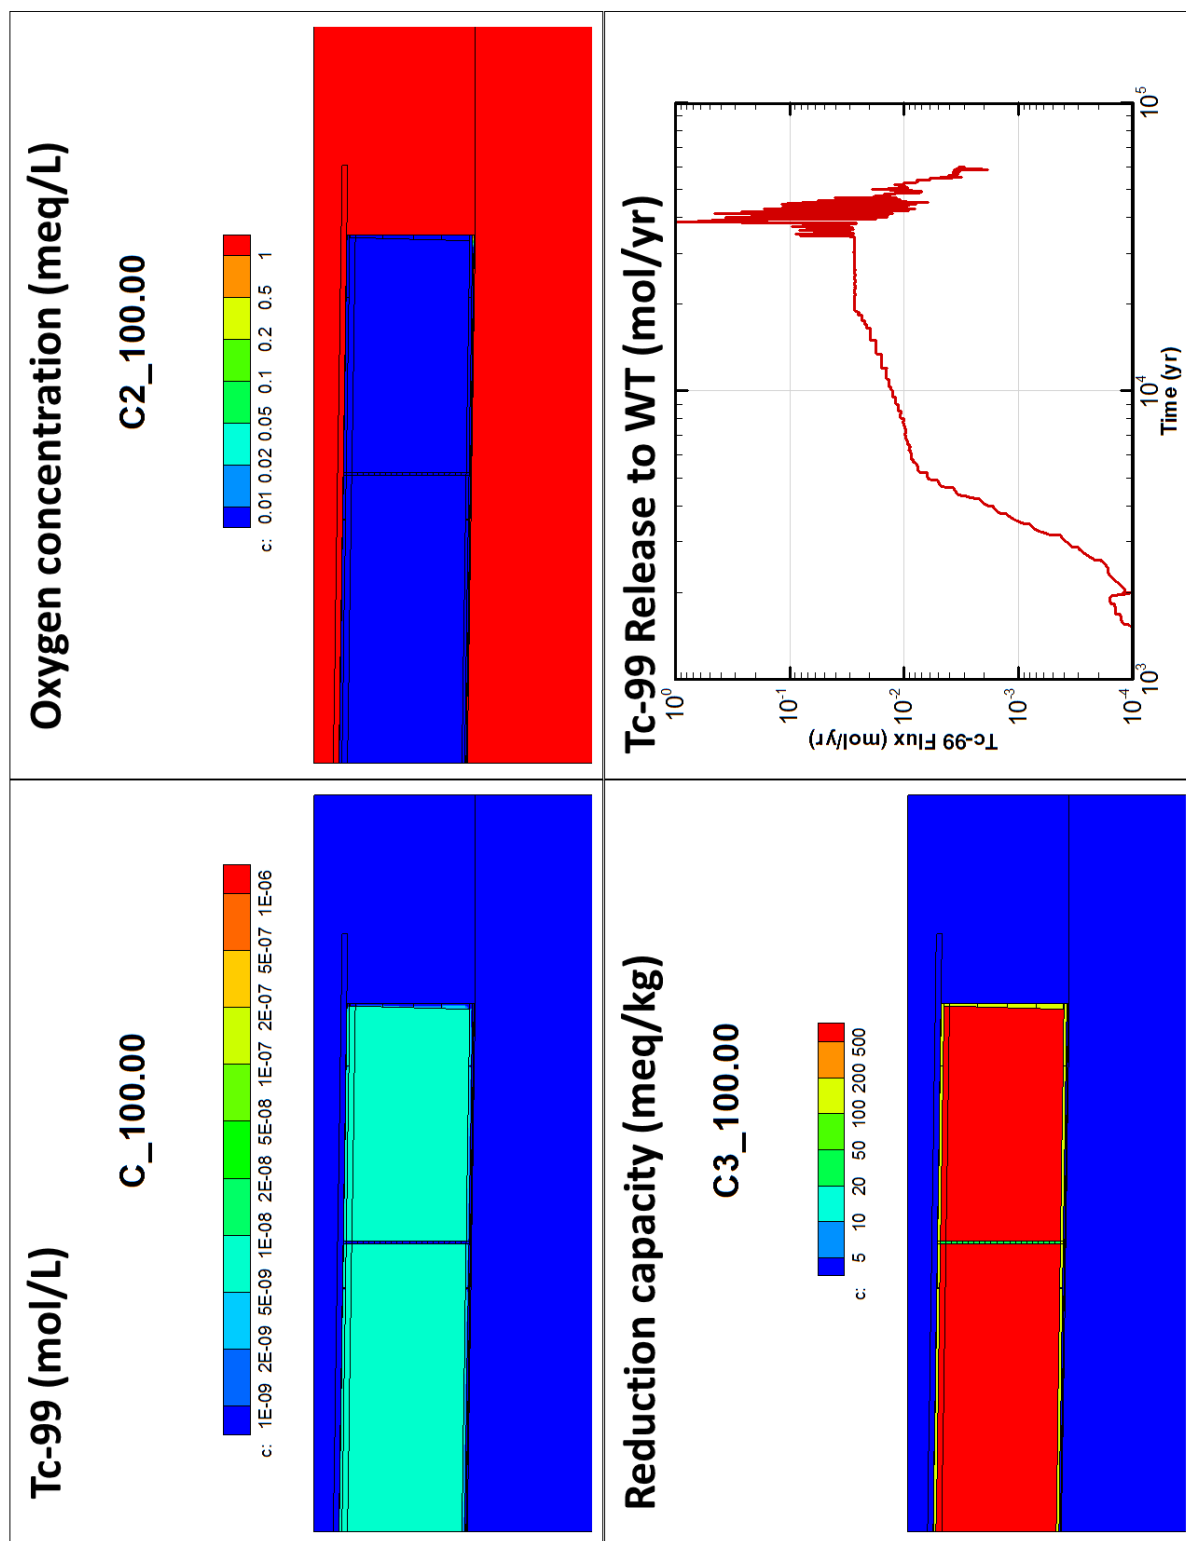 Tc-99 (mol/L)
C_100.00
c: 1E-09 2E-09 5E-09 1E-08 2E-08 5E-08 1E-07 2E-07 5E-07 1E-06
Oxygen concentration (meq/L)
C2_100.00
c: 0.01 0.02 0.05 0.1 0.2 0.5 1
Reduction capacity (meq/kg)
C3_100.00
c: 5 10 20 50 100 200 500
Tc-99 Release to WT (mol/yr)
10⁰
10⁻¹
10⁻²
10⁻³
10⁻⁴
Tc-99 Flux (mol/yr)
10³ 10⁴ 10⁵
Time (yr)